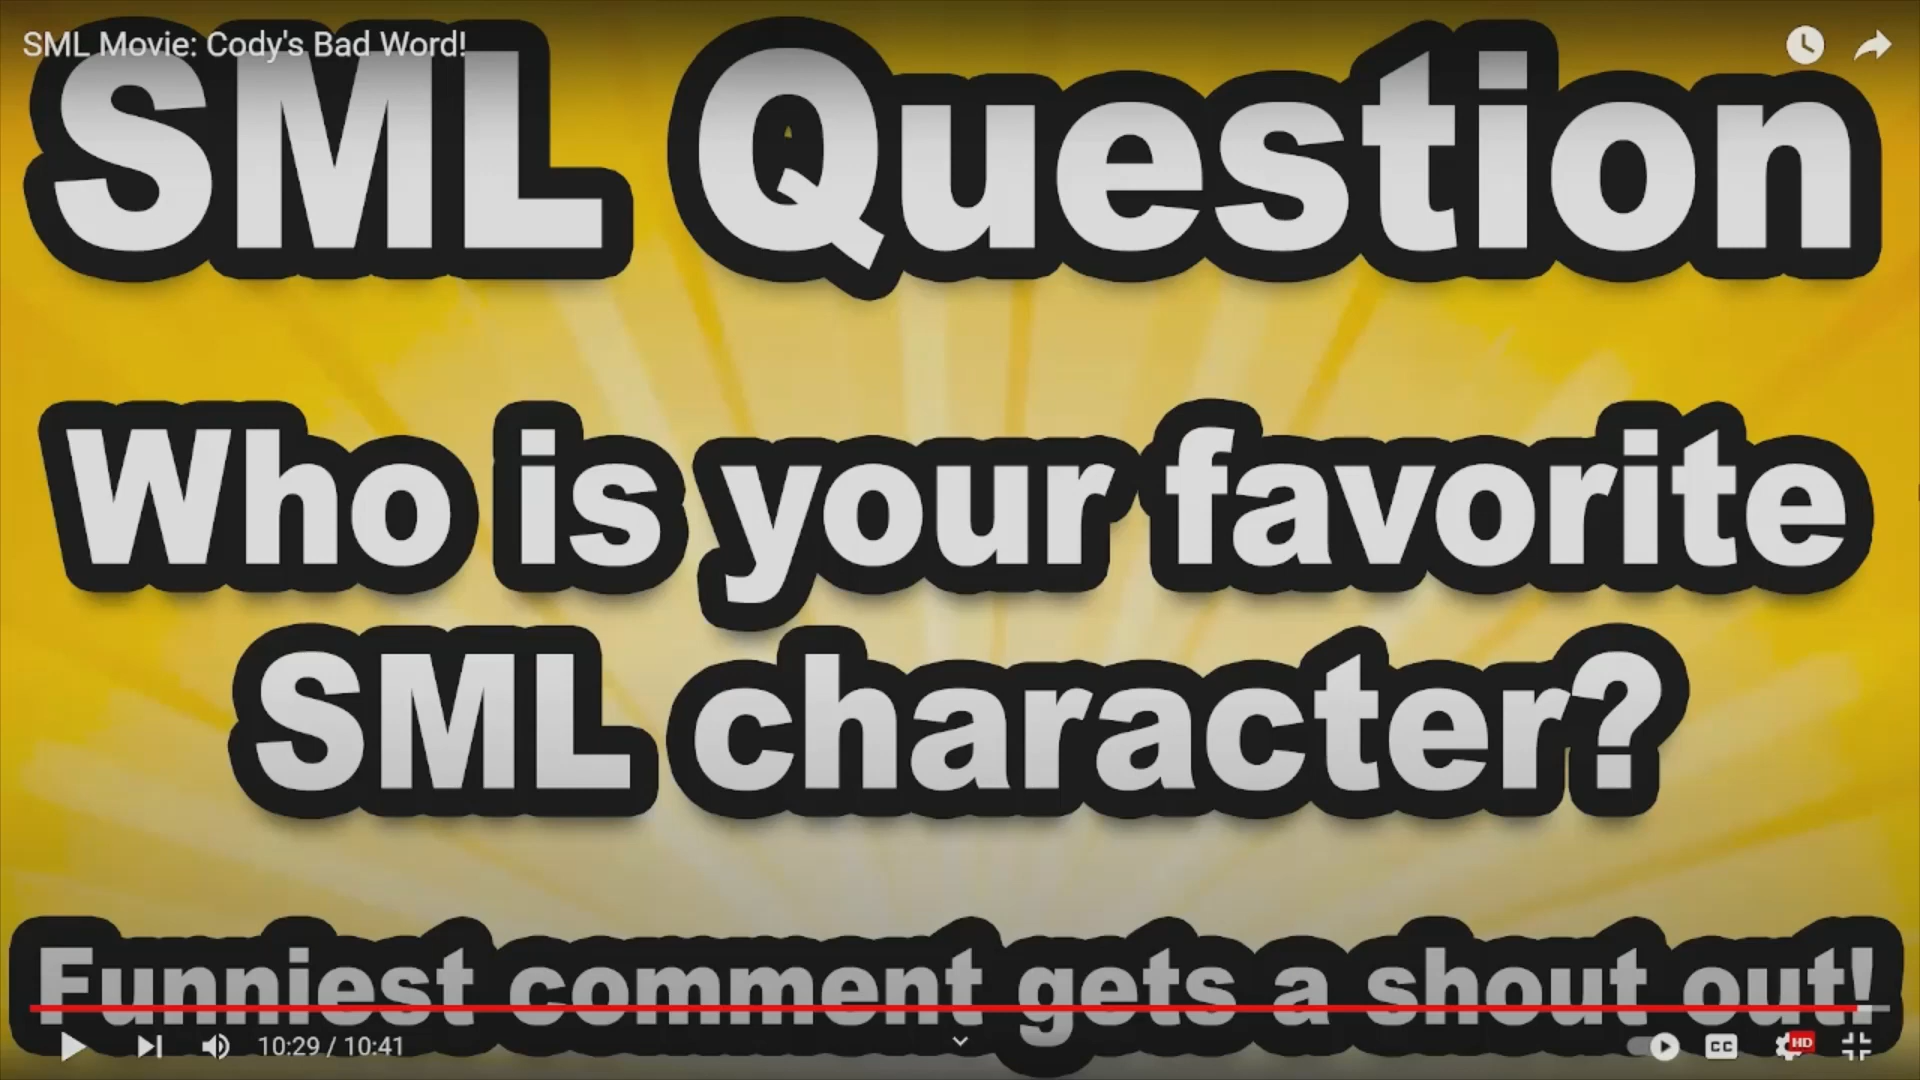 SML Movie: Cody's Bad Word!
SML Question
Who is your favorite
SML character?
Funniest comment gets a shout out!
10:29 / 10:41
CC
HD